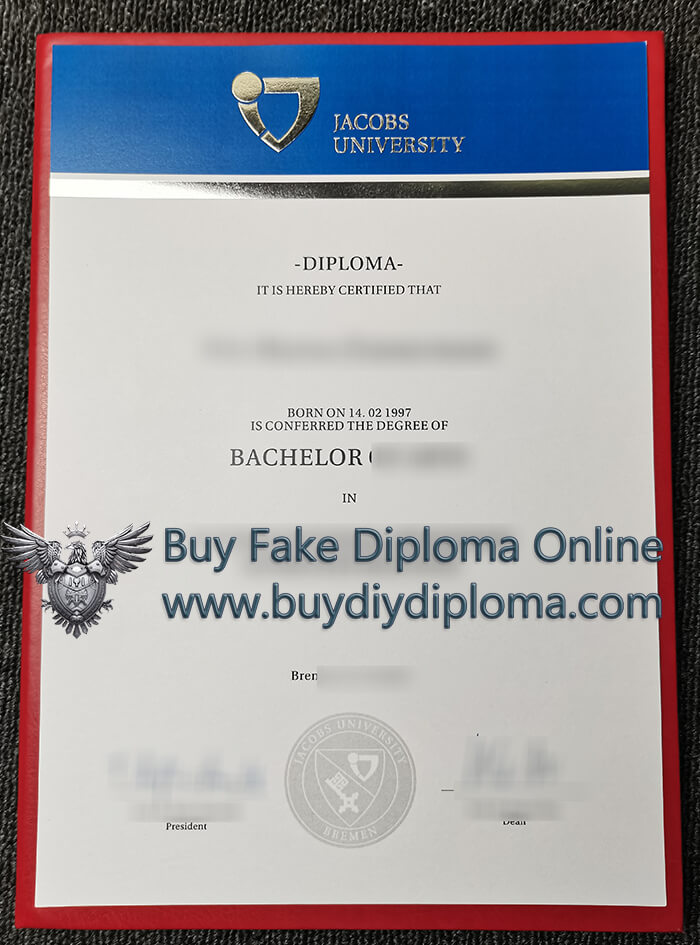 JACOBS
UNIVERSITY
-DIPLOMA-
IT IS HEREBY CERTIFIED THAT
BORN ON 14. 02 1997
IS CONFERRED THE DEGREE OF
BACHELOR
IN
Buy Fake Diploma Online
www.buydiydiploma.com
JACOBS UNIVERSITY
BREMEN
President
Dean